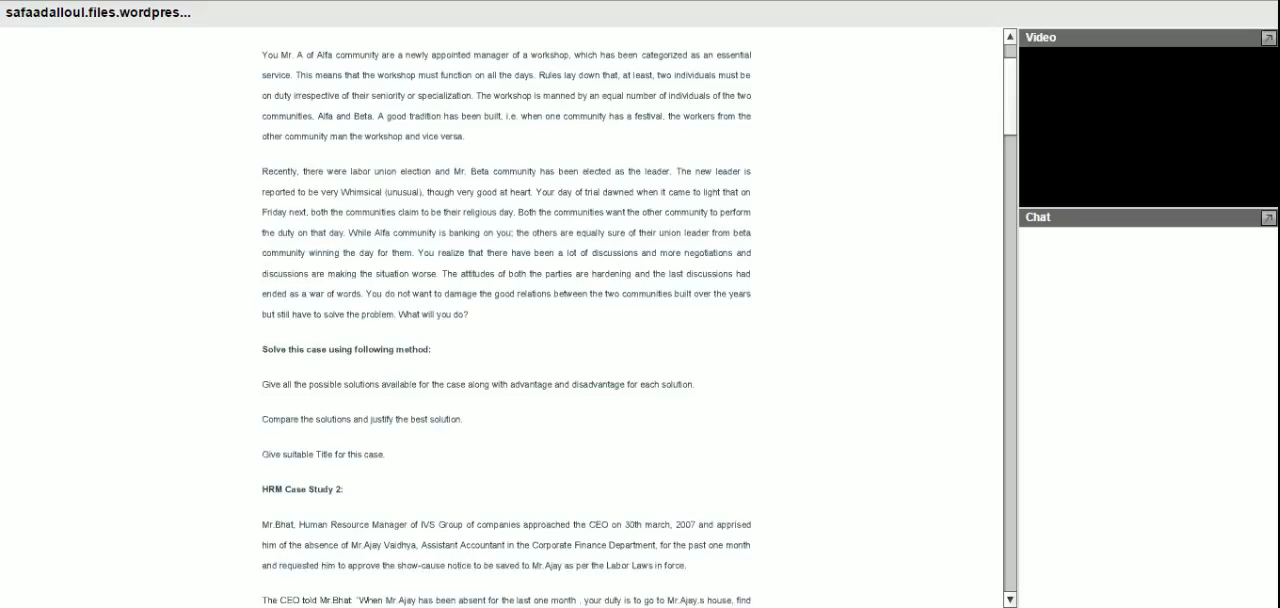 safaadalloul.files.wordpres...
Video
Chat
You Mr. A of Alfa community are a newly appointed manager of a workshop, which has been categorized as an essential
service. This means that the workshop must function on all the days. Rules lay down that, at least, two individuals must be
on duty irrespective of their seniority or specialization. The workshop is manned by an equal number of individuals of the two
communities, Alfa and Beta. A good tradition has been built, i.e. when one community has a festival, the workers from the
other community man the workshop and vice versa.
Recently, there were labor union election and Mr. Beta community has been elected as the leader. The new leader is
reported to be very Whimsical (unusual), though very good at heart. Your day of trial dawned when it came to light that on
Friday next, both the communities claim to be their religious day. Both the communities want the other community to perform
the duty on that day. While Alfa community is banking on you; the others are equally sure of their union leader from beta
community winning the day for them. You realize that there have been a lot of discussions and more negotiations and
discussions are making the situation worse. The attitudes of both the parties are hardening and the last discussions had
ended as a war of words. You do not want to damage the good relations between the two communities built over the years
but still have to solve the problem. What will you do?
Solve this case using following method:
Give all the possible solutions available for the case along with advantage and disadvantage for each solution.
Compare the solutions and justify the best solution.
Give suitable Title for this case.
HRM Case Study 2:
Mr.Bhat, Human Resource Manager of IVS Group of companies approached the CEO on 30th march, 2007 and apprised
him of the absence of Mr.Ajay Vaidhya, Assistant Accountant in the Corporate Finance Department, for the past one month
and requested him to approve the show-cause notice to be saved to Mr.Ajay as per the Labor Laws in force.
The CEO told Mr.Bhat "When Mr Ajay has been absent for the last one month , your duty is to go to Mr.Ajay,s house, find